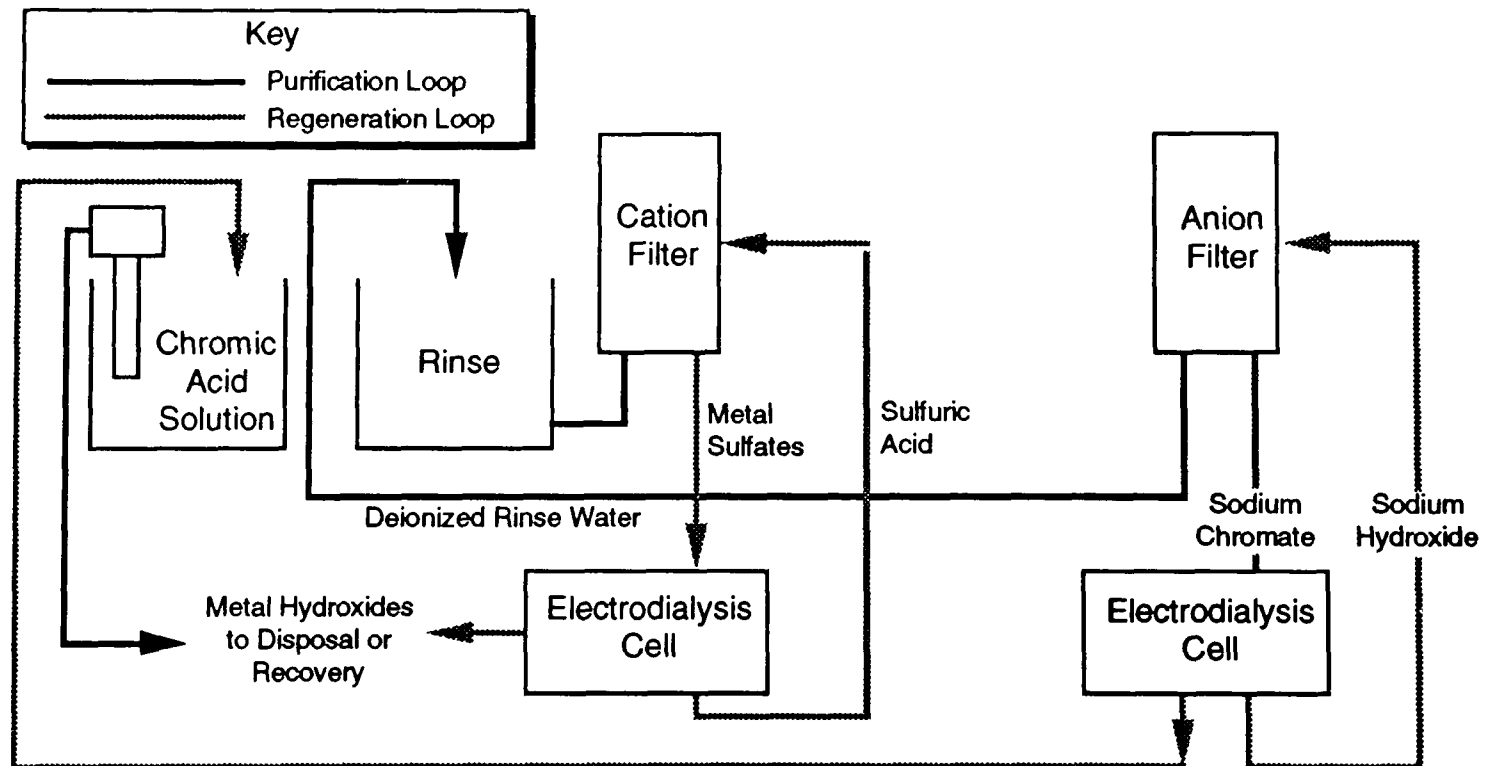 Key
Purification Loop
Regeneration Loop
Cation
Filter
Anion
Filter
Chromic
Acid
Solution
Rinse
Metal
Sulfates
Sulfuric
Acid
Deionized Rinse Water
Sodium
Chromate
Sodium
Hydroxide
Metal Hydroxides
to Disposal or
Recovery
Electrodialysis
Cell
Electrodialysis
Cell